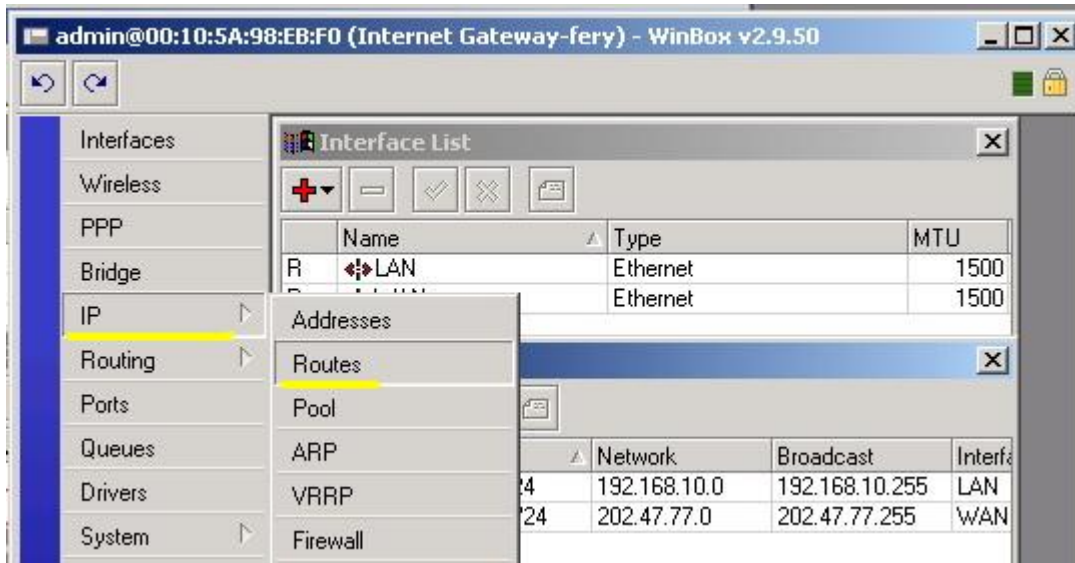 admin@00:10:5A:98:EB:F0 (Internet Gateway-fery) - WinBox v2.9.50
Interfaces
Wireless
PPP
Bridge
IP
Routing
Ports
Queues
Drivers
System
Interface List
Name Type MTU
R LAN Ethernet 1500
Ethernet 1500
Addresses
Routes
Pool
ARP
VRRP
Firewall
Network Broadcast Interfa
24 192.168.10.0 192.168.10.255 LAN
/24 202.47.77.0 202.47.77.255 WAN